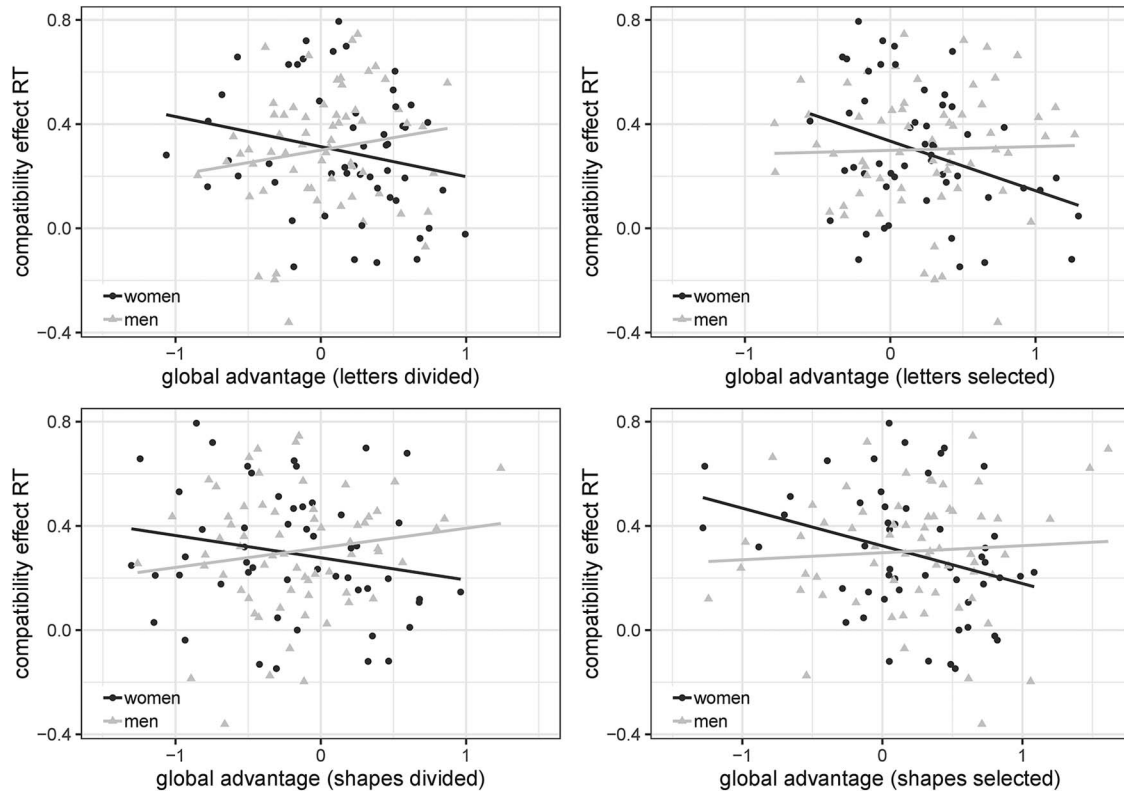 0.8
0.4
0.0
−0.4
compatibility effect RT
women
men
−1
0
1
global advantage (letters divided)
0.8
0.4
0.0
−0.4
compatibility effect RT
women
men
−1
0
1
global advantage (letters selected)
0.8
0.4
0.0
−0.4
compatibility effect RT
women
men
−1
0
1
global advantage (shapes divided)
0.8
0.4
0.0
−0.4
compatibility effect RT
women
men
−1
0
1
global advantage (shapes selected)